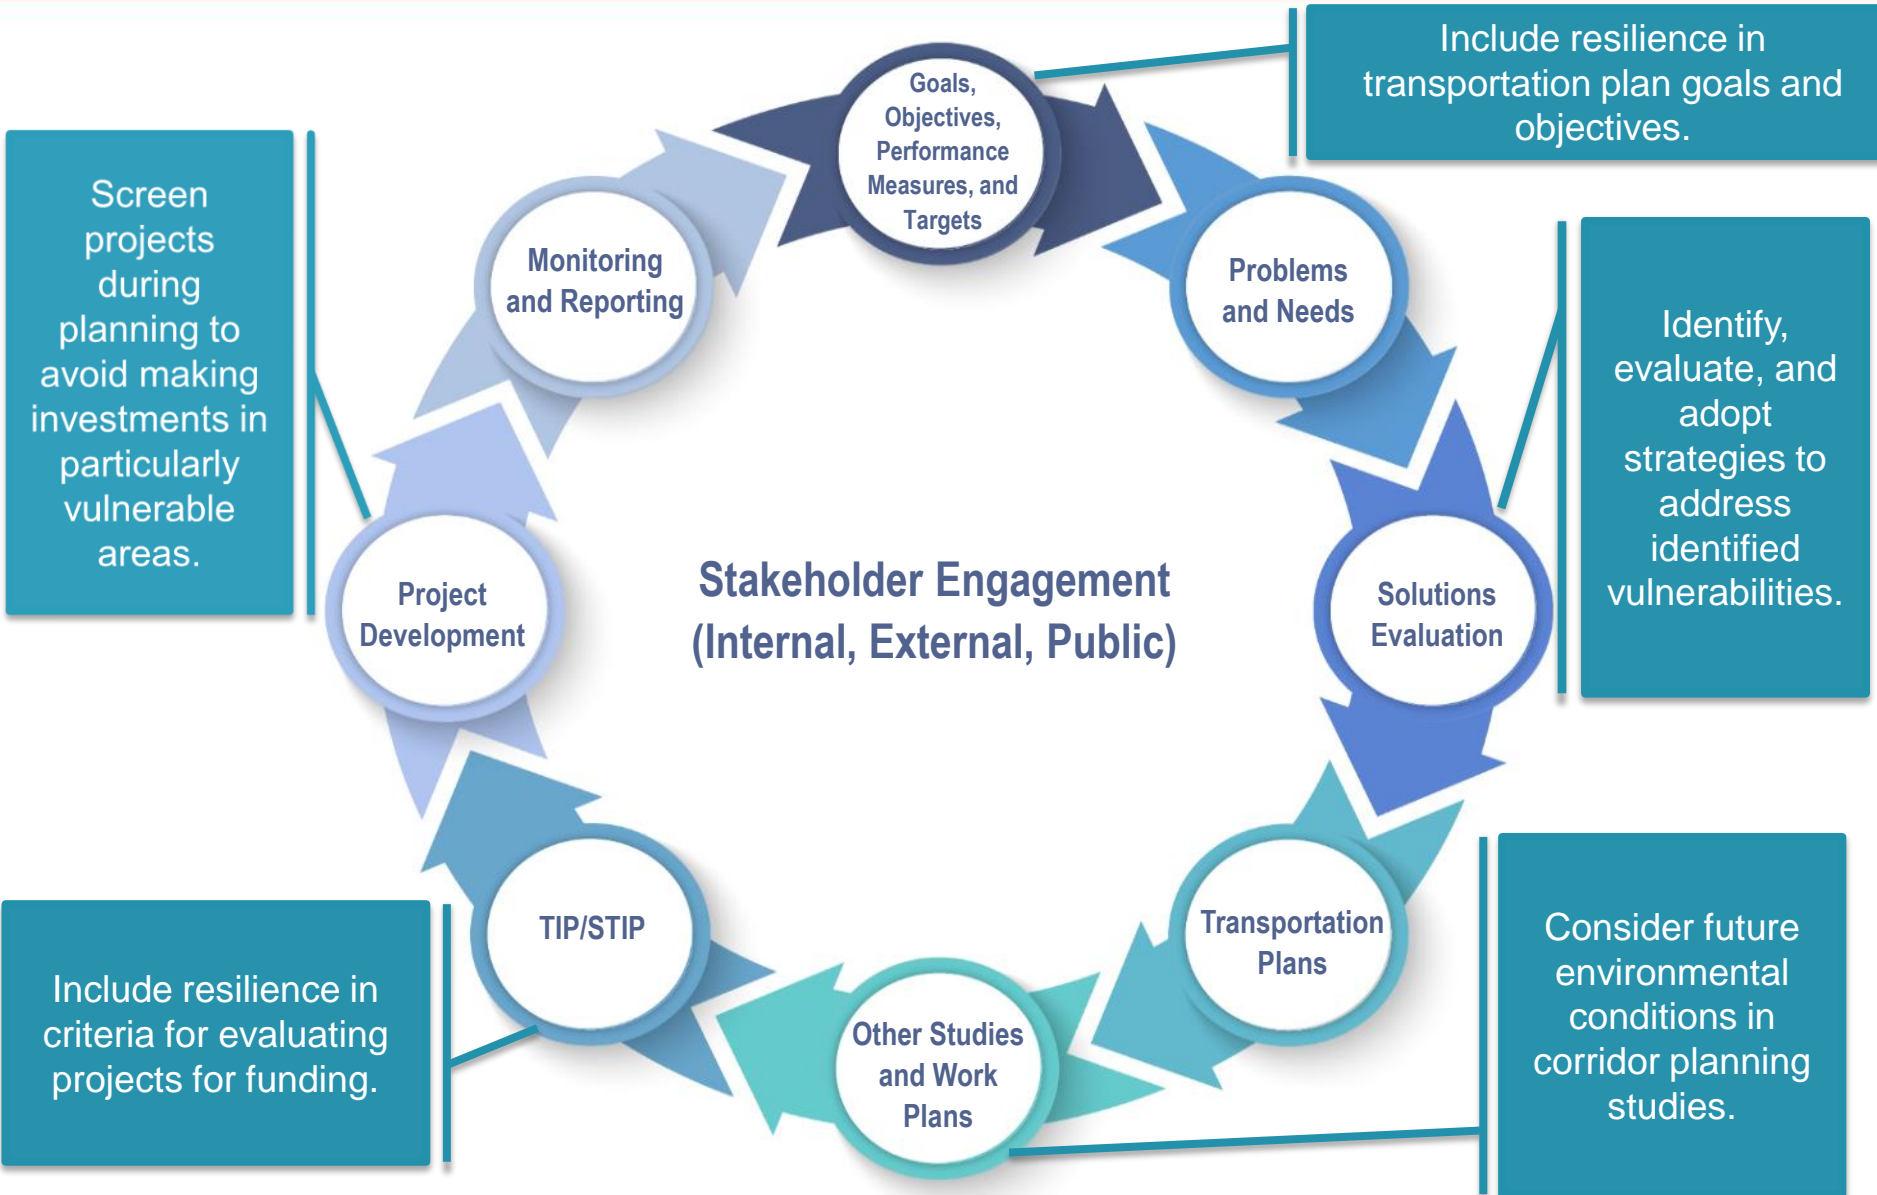 Goals,
Objectives,
Performance
Measures, and
Targets
Include resilience in
transportation plan goals and
objectives.
Problems
and Needs
Solutions
Evaluation
Identify,
evaluate, and
adopt
strategies to
address
identified
vulnerabilities.
Transportation
Plans
Other Studies
and Work
Plans
Consider future
environmental
conditions in
corridor planning
studies.
TIP/STIP
Include resilience in
criteria for evaluating
projects for funding.
Project
Development
Screen
projects
during
planning to
avoid making
investments in
particularly
vulnerable
areas.
Monitoring
and Reporting
Stakeholder Engagement
(Internal, External, Public)